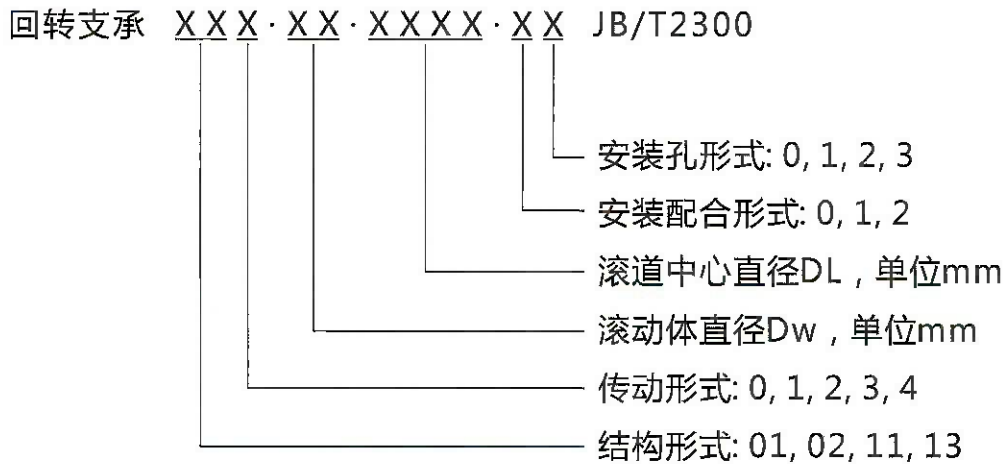 回转支承 XXX·XX·XXXX·XX JB/T2300
安装孔形式: 0, 1, 2, 3
安装配合形式: 0, 1, 2
滚道中心直径DL，单位mm
滚动体直径Dw，单位mm
传动形式: 0, 1, 2, 3, 4
结构形式: 01, 02, 11, 13